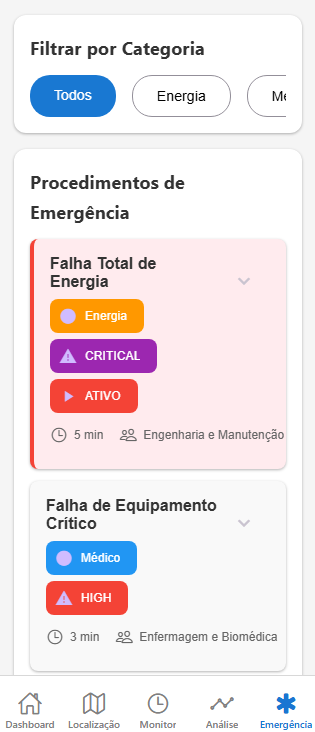 Filtrar por Categoria
Todos
Energia
Procedimentos de
Emergência
Falha Total de
Energia
Energia
CRITICAL
ATIVO
5 min
Engenharia e Manutenção
Falha de Equipamento
Crítico
Médico
HIGH
3 min
Enfermagem e Biomédica
Dashboard
Localização
Monitor
Análise
Emergência